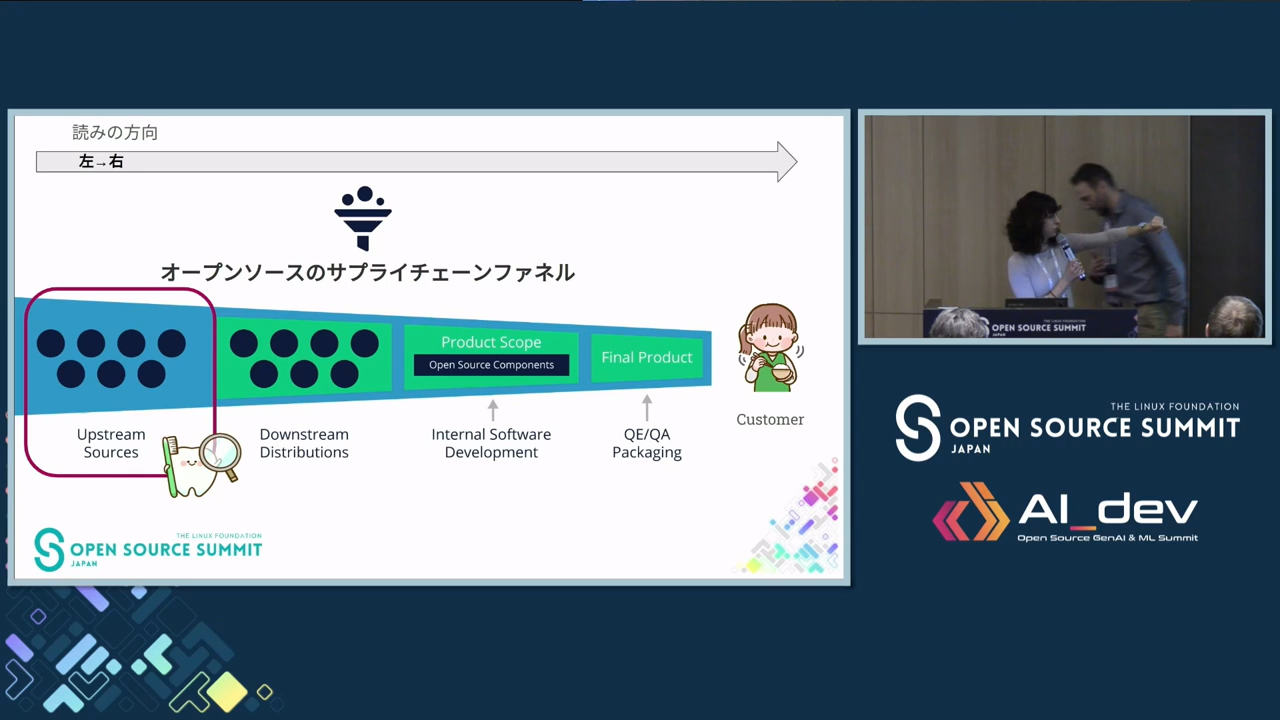 読みの方向
左→右
オープンソースのサプライチェーンファネル
Product Scope
Open Source Components
Final Product
Upstream
Sources
Downstream
Distributions
Internal Software
Development
QE/QA
Packaging
Customer
THE LINUX FOUNDATION
OPEN SOURCE SUMMIT
JAPAN
OPEN SOURCE SUMMIT
THE LINUX FOUNDATION
OPEN SOURCE SUMMIT
JAPAN
AI_dev
Open Source GenAI & ML Summit